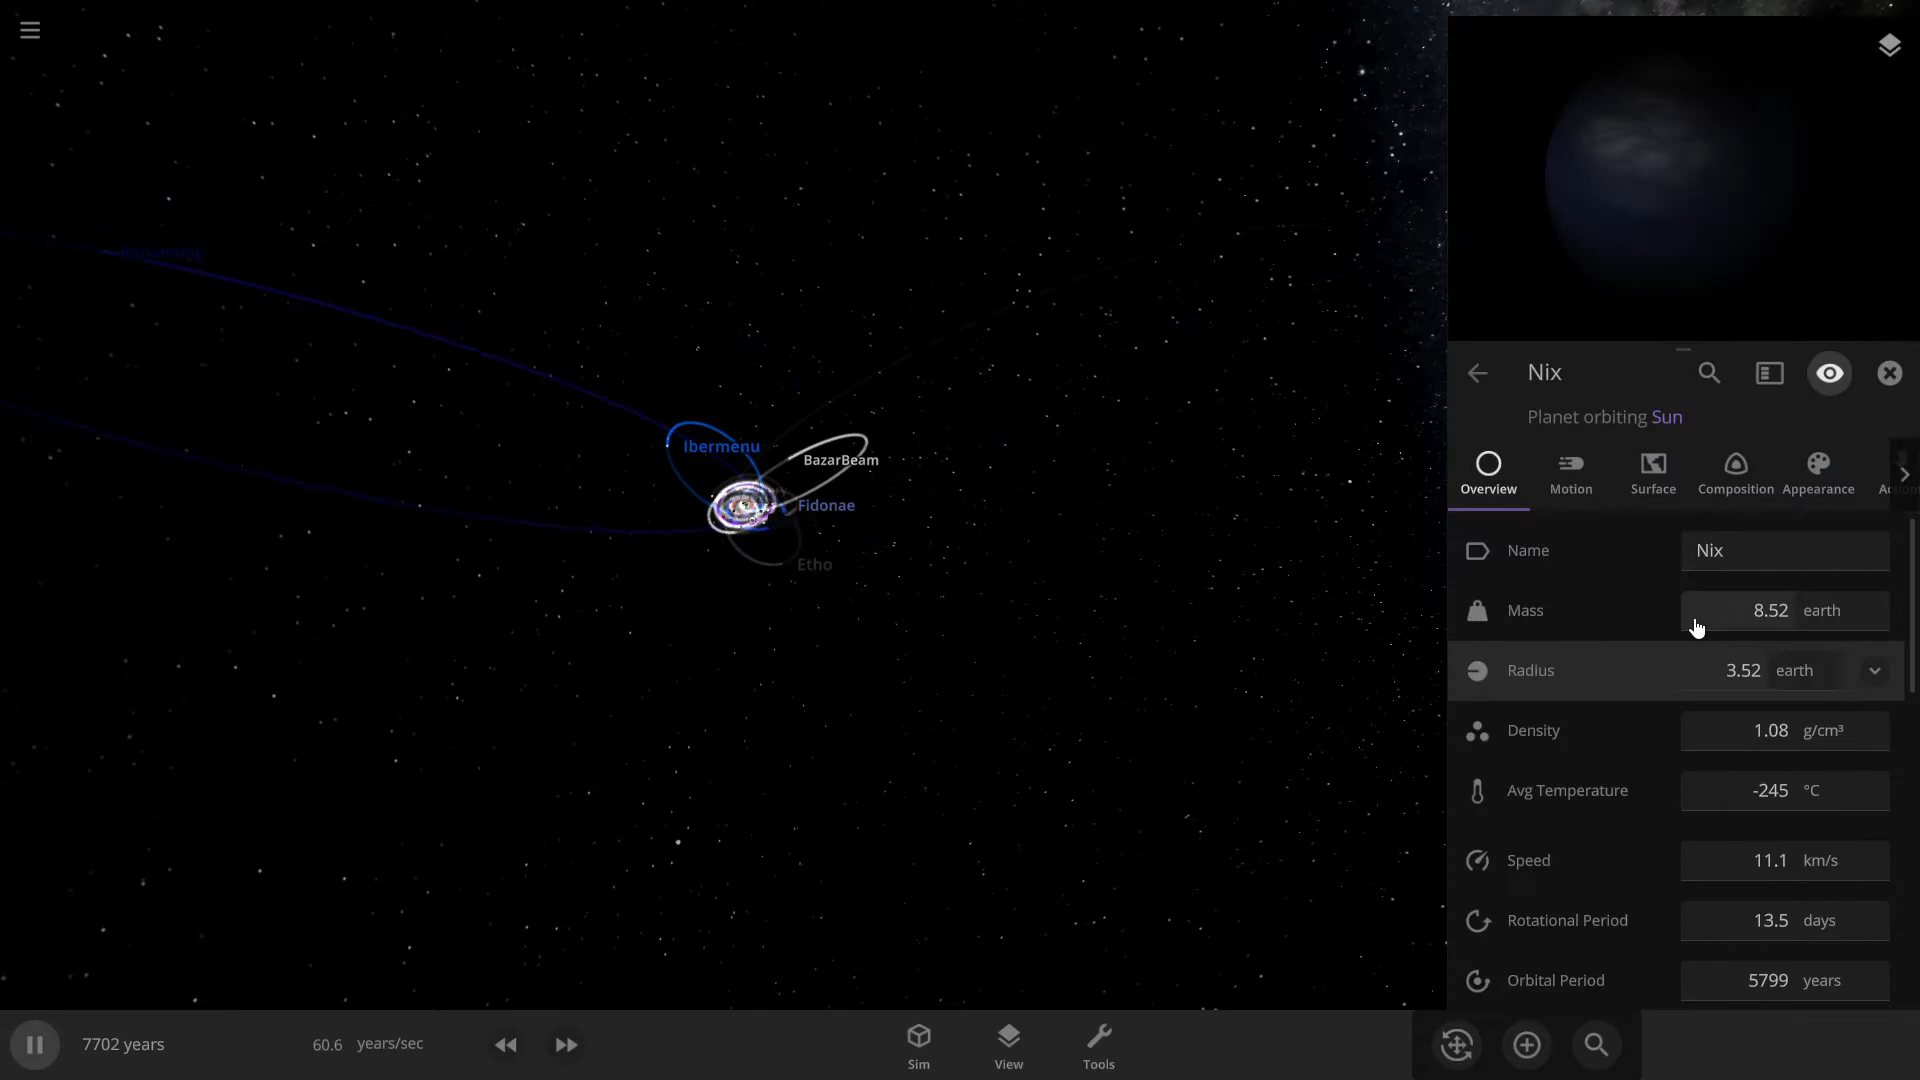 Ibermenu
BazarBeam
Fidonae
Etho
Nix
Planet orbiting Sun
Overview
Motion
Surface
Composition
Appearance
Name
Nix
Mass
8.52 earth
Radius
3.52 earth
Density
1.08 g/cm³
Avg Temperature
-245 °C
Speed
11.1 km/s
Rotational Period
13.5 days
Orbital Period
5799 years
7702 years
60.6 years/sec
Sim
View
Tools